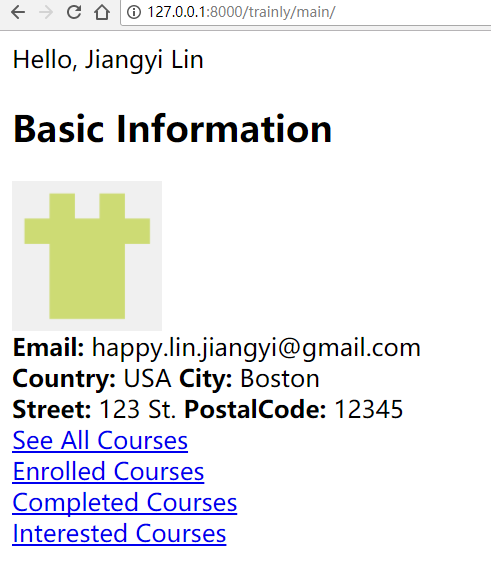 127.0.0.1:8000/trainly/main/
Hello, Jiangyi Lin
Basic Information
Email: happy.lin.jiangyi@gmail.com
Country: USA City: Boston
Street: 123 St. PostalCode: 12345
See All Courses
Enrolled Courses
Completed Courses
Interested Courses